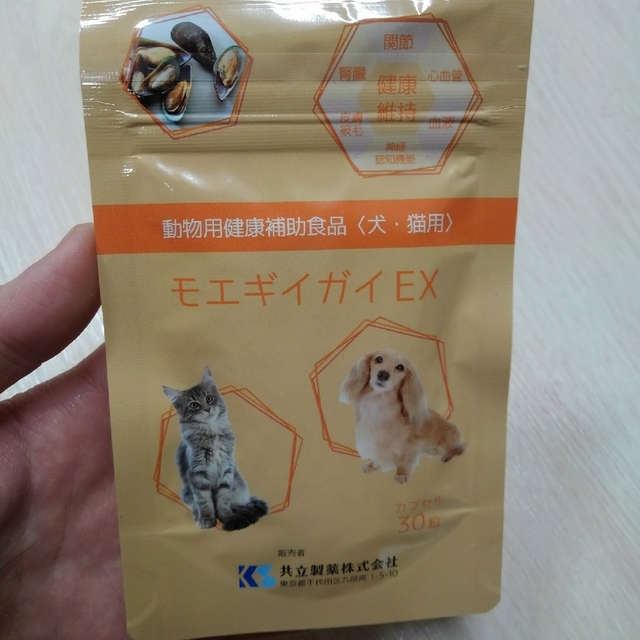 関節
腎臓
心血管
健康
維持
皮膚
被毛
血液
神経
認知機能
動物用健康補助食品〈犬・猫用〉
モエギイガイEX
カプセル
30粒
販売者
KS 共立製薬株式会社
東京都千代田区九段南 1-5-10